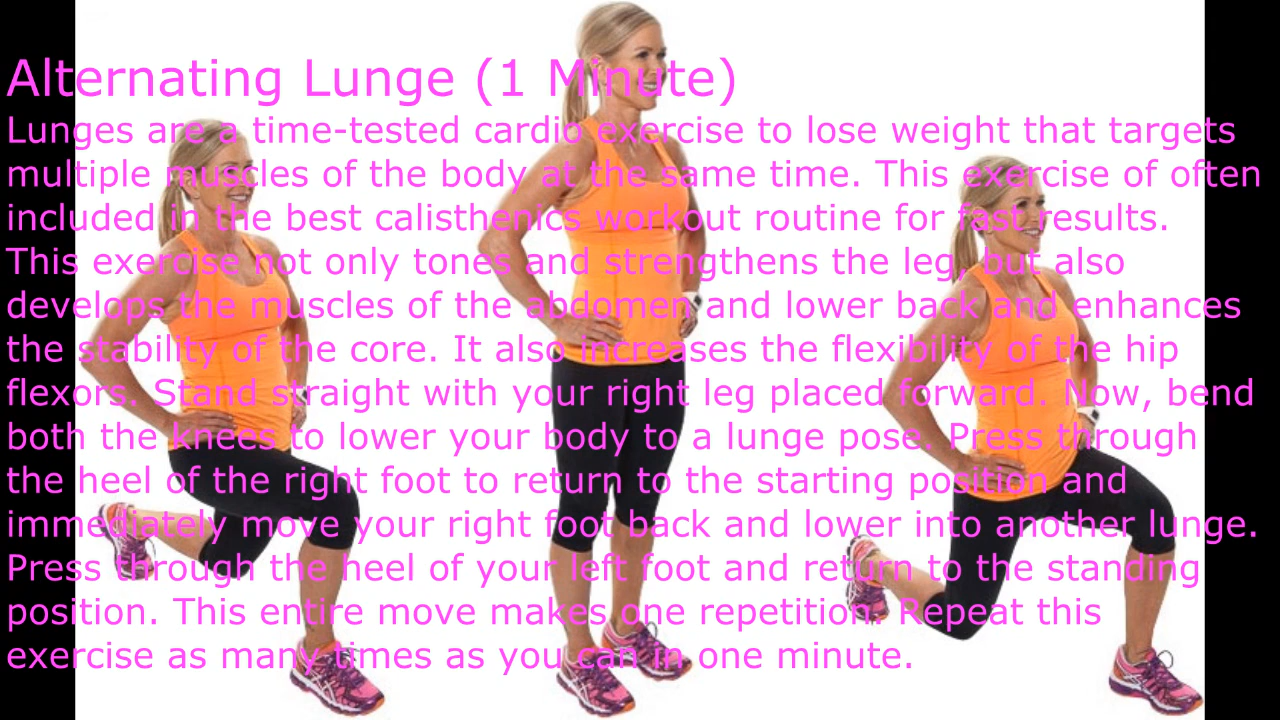 Alternating Lunge (1 Minute)
Lunges are a time-tested cardio exercise to lose weight that targets
multiple muscles of the body at the same time. This exercise of often
included in the best calisthenics workout routine for fast results.
This exercise not only tones and strengthens the leg, but also
develops the muscles of the abdomen and lower back and enhances
the stability of the core. It also increases the flexibility of the hip
flexors. Stand straight with your right leg placed forward. Now, bend
both the knees to lower your body to a lunge pose. Press through
the heel of the right foot to return to the starting position and
immediately move your right foot back and lower into another lunge.
Press through the heel of your left foot and return to the standing
position. This entire move makes one repetition. Repeat this
exercise as many times as you can in one minute.